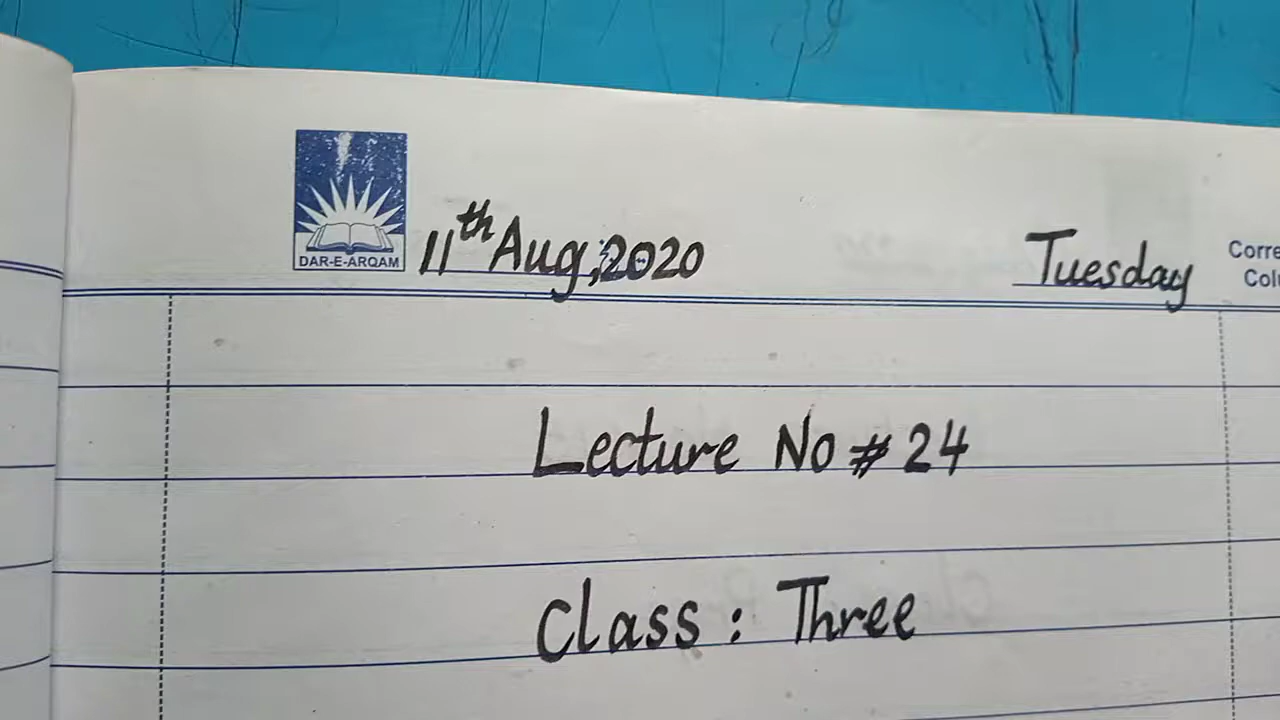 DAR-E-ARQAM
11th Aug, 2020 Tuesday
Lecture No # 24
Class : Three